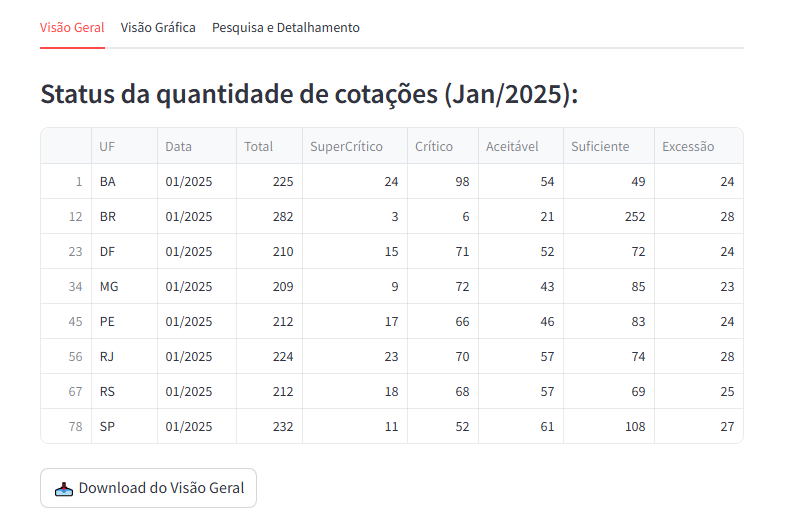 Visão Geral Visão Gráfica Pesquisa e Detalhamento
Status da quantidade de cotações (Jan/2025):
UF Data Total SuperCrítico Crítico Aceitável Suficiente Excessão
1 BA 01/2025 225 24 98 54 49 24
12 BR 01/2025 282 3 6 21 252 28
23 DF 01/2025 210 15 71 52 72 24
34 MG 01/2025 209 9 72 43 85 23
45 PE 01/2025 212 17 66 46 83 24
56 RJ 01/2025 224 23 70 57 74 28
67 RS 01/2025 212 18 68 57 69 25
78 SP 01/2025 232 11 52 61 108 27
Download do Visão Geral